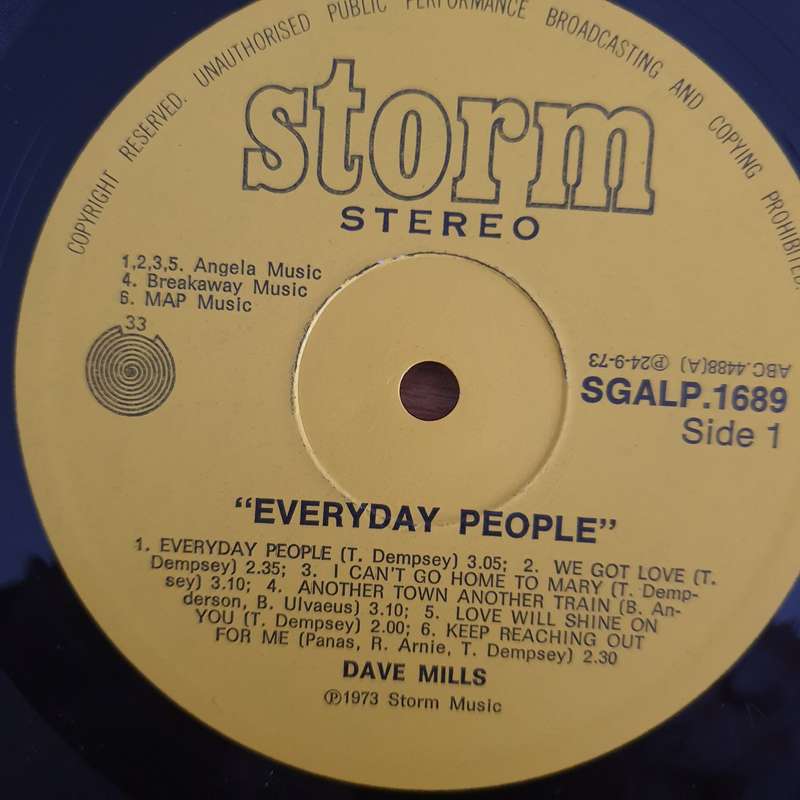 COPYRIGHT RESERVED. UNAUTHORISED PUBLIC PERFORMANCE BROADCASTING AND COPYING PROHIBITED.
storm
STEREO
1,2,3,5. Angela Music
4. Breakaway Music
6. MAP Music
33
ABC.4488(A) Ⓟ24-9-73
SGALP.1689
Side 1
“EVERYDAY PEOPLE”
1. EVERYDAY PEOPLE (T. Dempsey) 3.05; 2. WE GOT LOVE (T.
Dempsey) 2.35; 3. I CAN'T GO HOME TO MARY (T. Demp-
sey) 3.10; 4. ANOTHER TOWN ANOTHER TRAIN (B. An-
derson, B. Ulvaeus) 3.10; 5. LOVE WILL SHINE ON
YOU (T. Dempsey) 2.00; 6. KEEP REACHING OUT
FOR ME (Panas, R. Arnie, T. Dempsey) 2.30
DAVE MILLS
Ⓟ1973 Storm Music